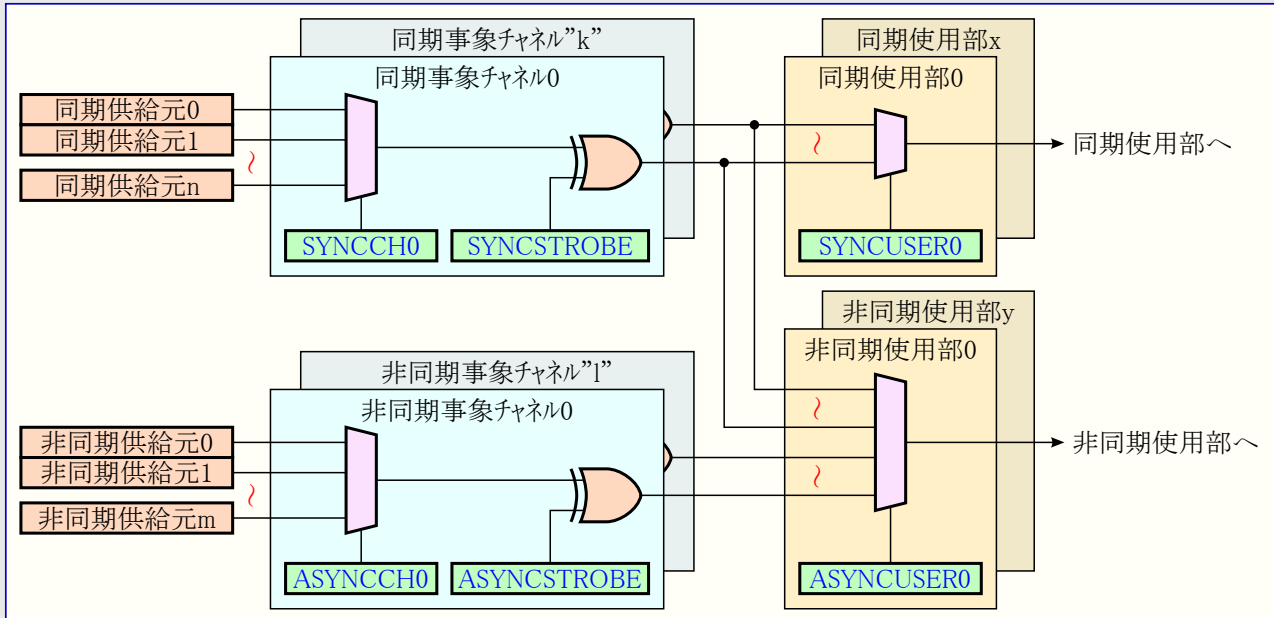 同期事象チャネル"k"
同期事象チャネル0
同期供給元0
同期供給元1
同期供給元n
SYNCCH0
SYNCSTROBE
同期使用部x
同期使用部0
SYNCUSER0
同期使用部へ
非同期事象チャネル"l"
非同期事象チャネル0
非同期供給元0
非同期供給元1
非同期供給元m
ASYNCCH0
ASYNCSTROBE
非同期使用部y
非同期使用部0
ASYNCUSER0
非同期使用部へ